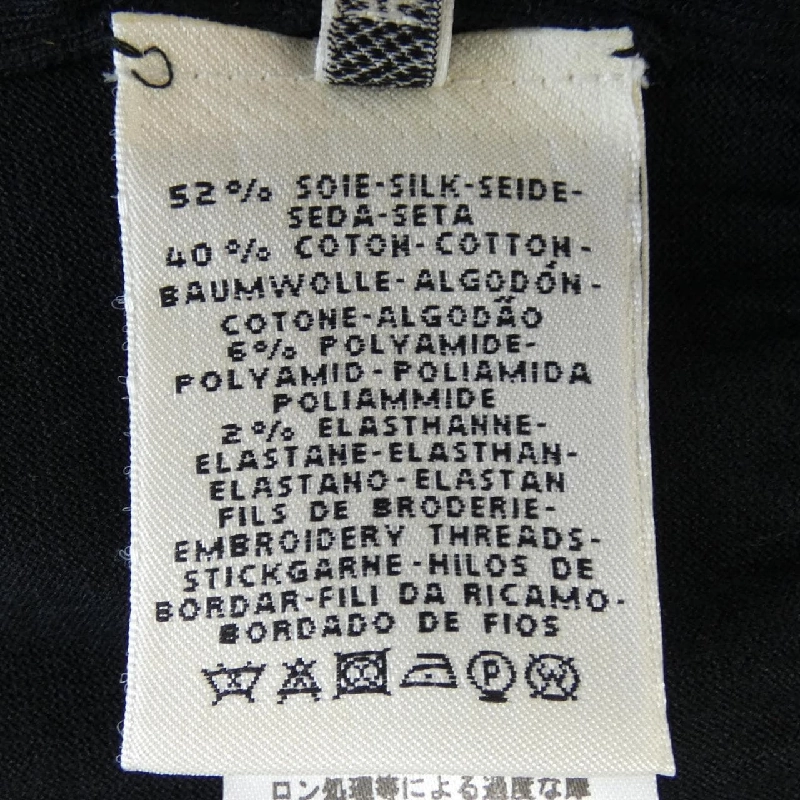 52% SOIE-SILK-SEIDE-
SEDA-SETA
40% COTON-COTTON-
BAUMWOLLE-ALGODÓN-
COTONE-ALGODÃO
6% POLYAMIDE-
POLYAMID-POLIAMIDA
POLIAMMIDE
2% ELASTHANNE-
ELASTANE-ELASTHAN-
ELASTANO-ELASTAN
FILS DE BRODERIE-
EMBROIDERY THREADS-
STICKGARNE-HILOS DE
BORDAR-FILI DA RICAMO-
BORDADO DE FIOS
P W
ロン処理等による過度な摩